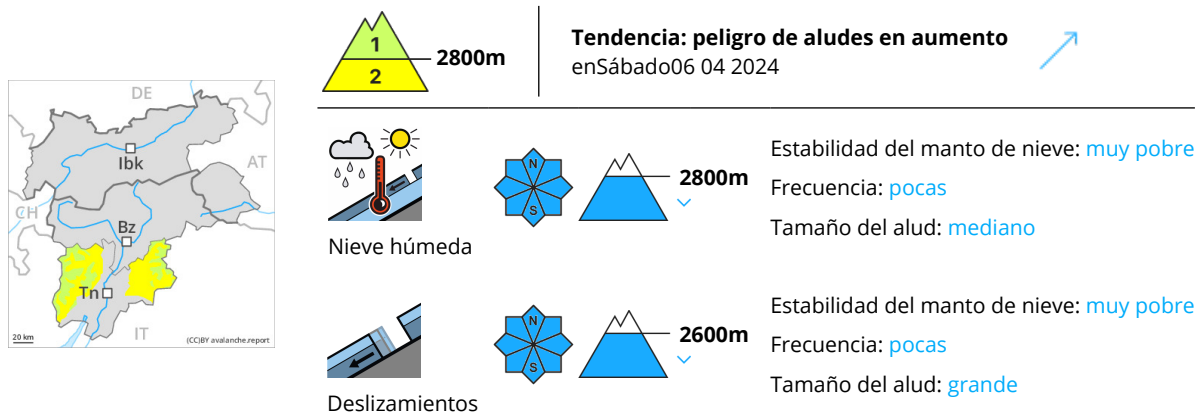 1
2
2800m
Tendencia: peligro de aludes en aumento
enSábado06 04 2024
DE
Ibk
AT
CH
Bz
Tn
IT
20 km
(CC)BY avalanche.report
Nieve húmeda
N
S
2800m
Estabilidad del manto de nieve: muy pobre
Frecuencia: pocas
Tamaño del alud: mediano
Deslizamientos
N
S
2600m
Estabilidad del manto de nieve: muy pobre
Frecuencia: pocas
Tamaño del alud: grande